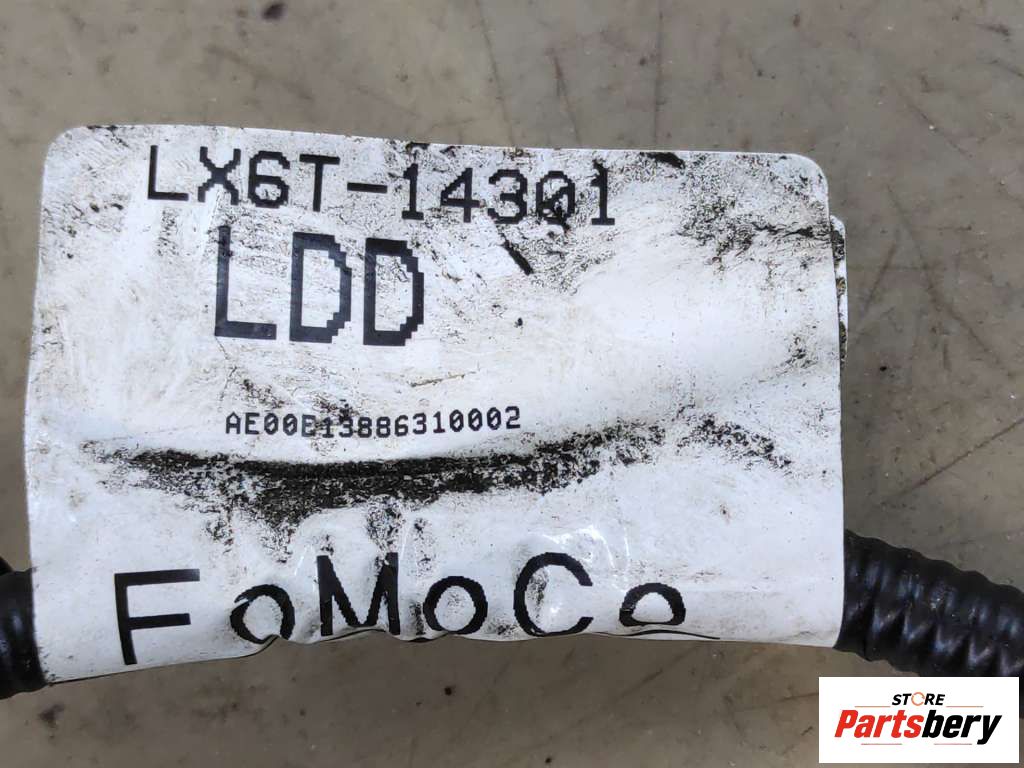 LX6T-14301
LDD
AE00E13886310002
FoMoCo
STORE
Partsbery